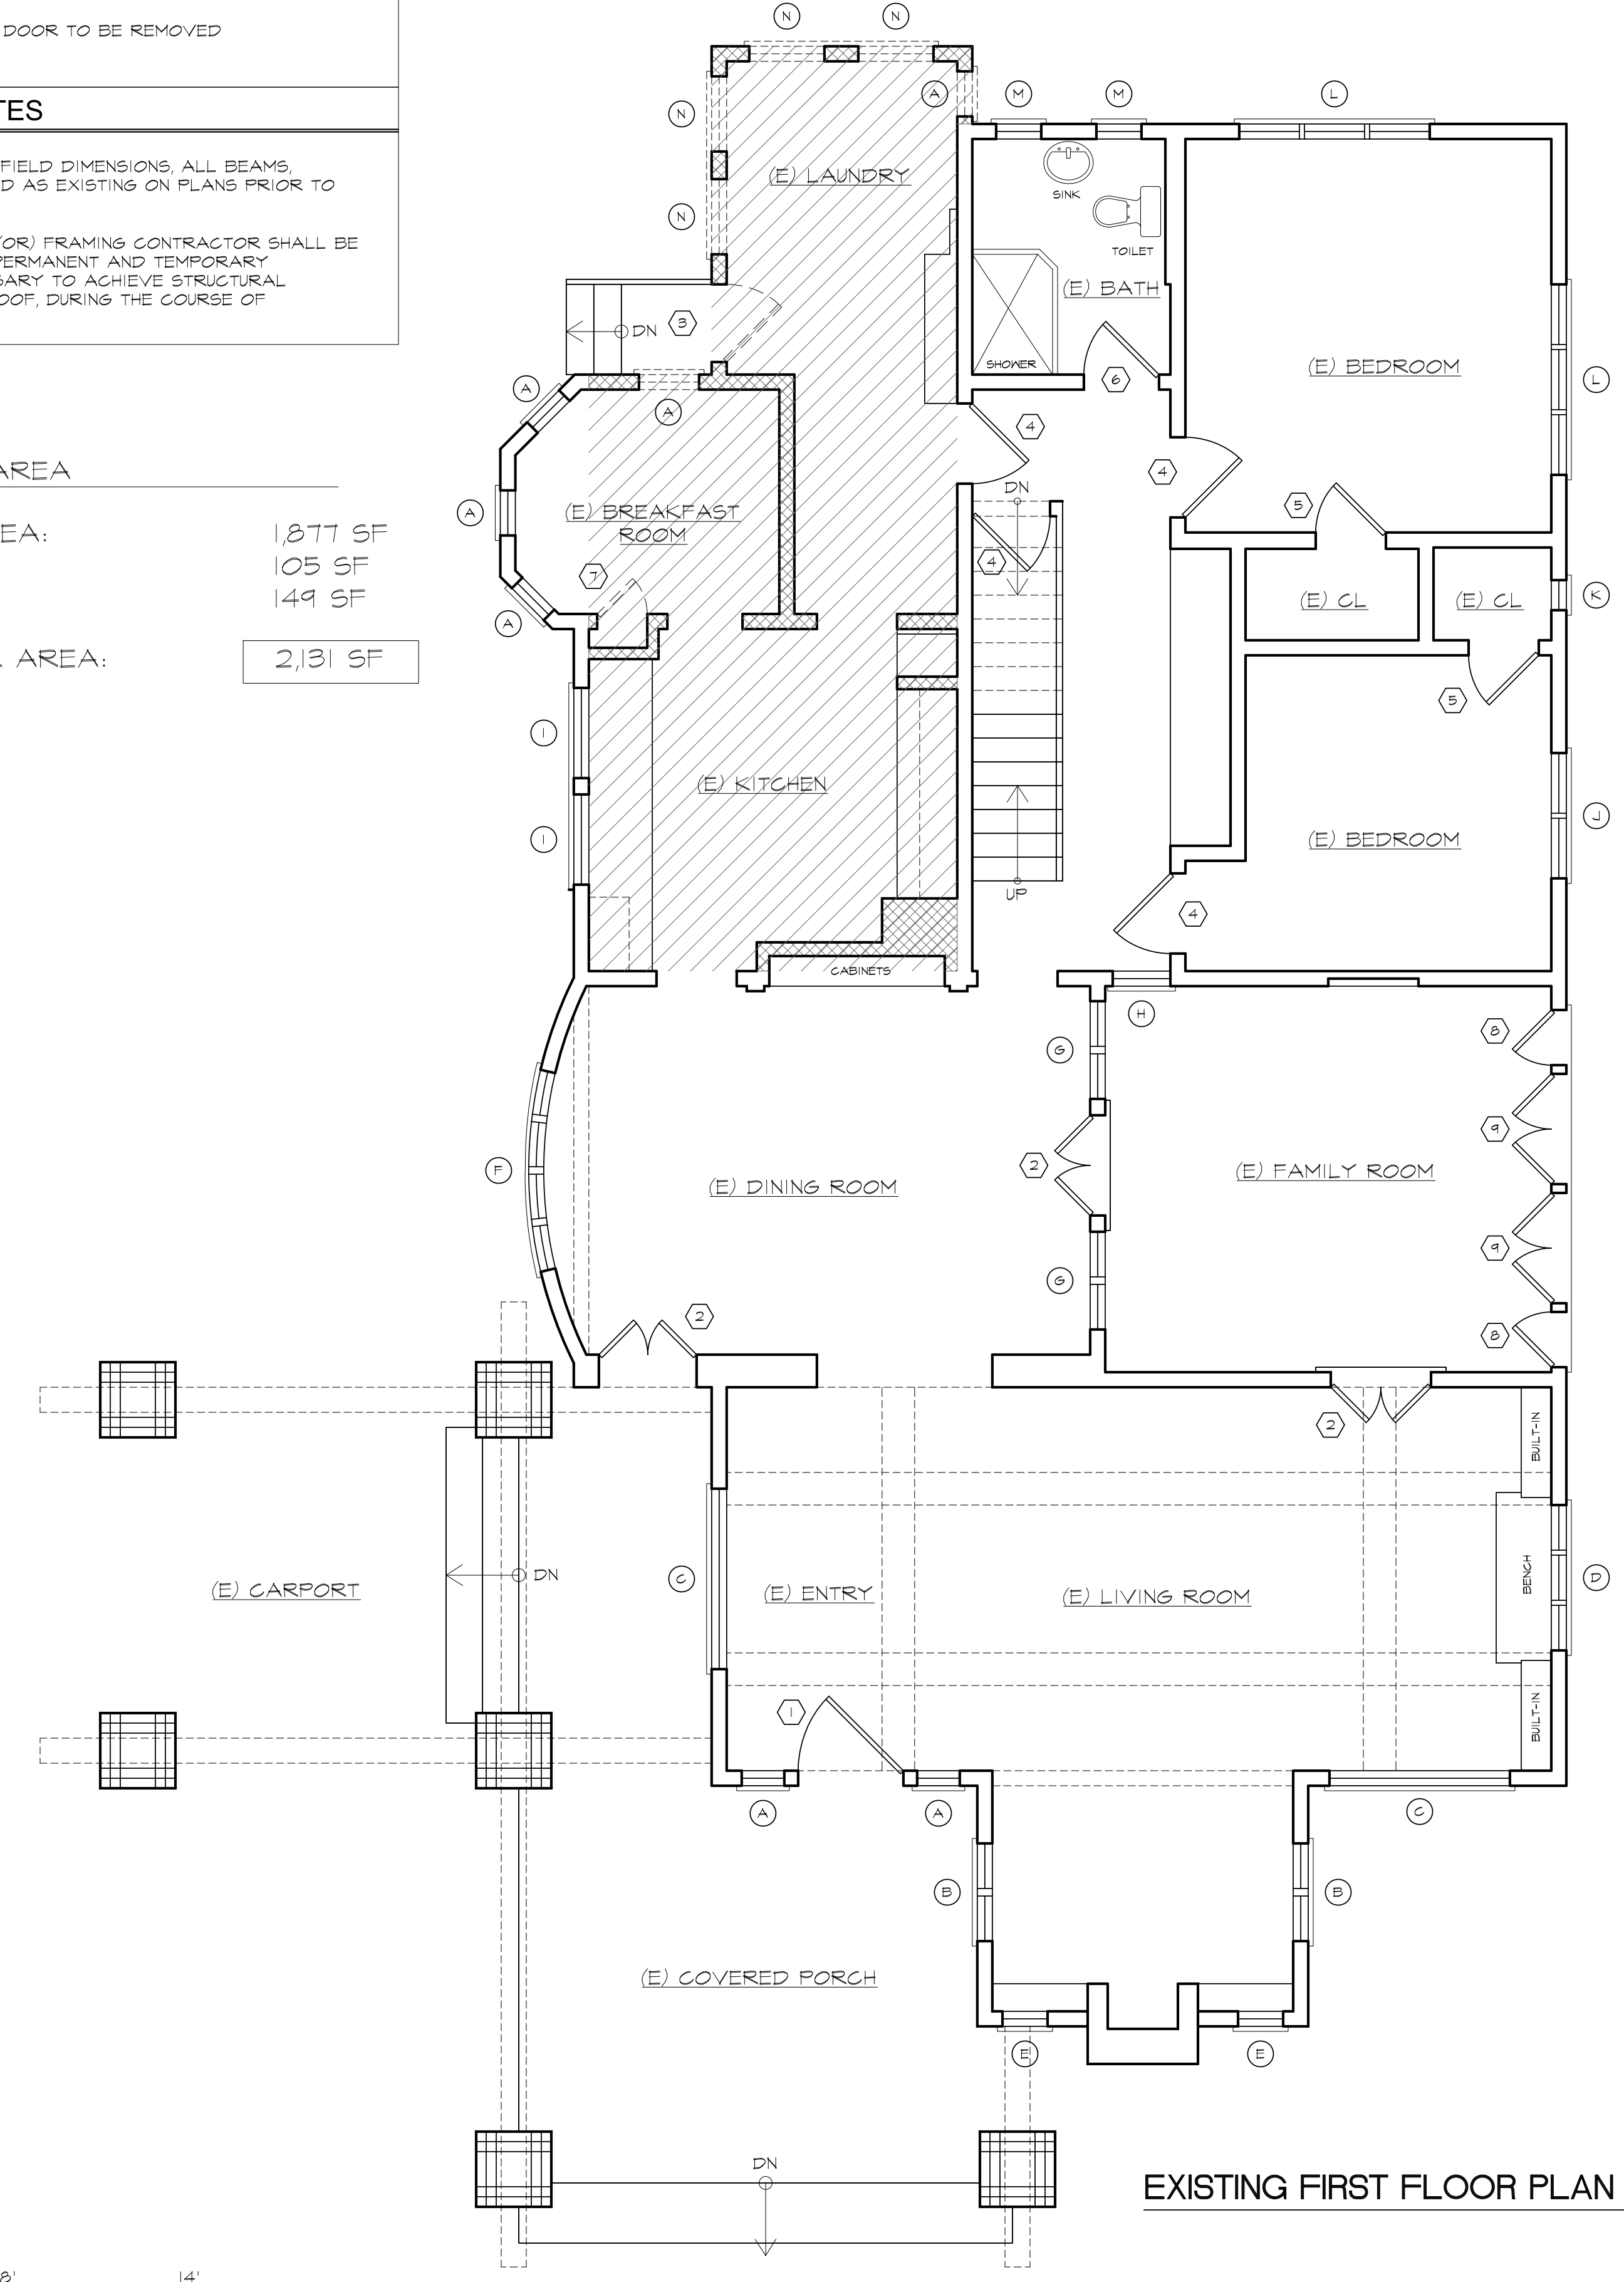 DOOR TO BE REMOVED
TES
FIELD DIMENSIONS, ALL BEAMS,
D AS EXISTING ON PLANS PRIOR TO
(OR) FRAMING CONTRACTOR SHALL BE
PERMANENT AND TEMPORARY
SARY TO ACHIEVE STRUCTURAL
OOF, DURING THE COURSE OF
AREA
EA: 1,877 SF
105 SF
149 SF
AREA: 2,131 SF
N N
A M M L
N
(E) LAUNDRY
SINK
N
TOILET
(E) BATH
DN 3
SHOWER
6
(E) BEDROOM
L
A
A
4
4
DN
5
A
(E) BREAKFAST
ROOM
4
7
(E) CL
(E) CL
K
A
5
I
(E) KITCHEN
J
I
(E) BEDROOM
UP
4
CABINETS
H
8
G
9
F
2
(E) FAMILY ROOM
(E) DINING ROOM
9
G
2
8
2
BUILT-IN
DN
C
BENCH
D
(E) CARPORT
(E) ENTRY
(E) LIVING ROOM
1
BUILT-IN
A
A
C
B
B
(E) COVERED PORCH
E
E
DN
EXISTING FIRST FLOOR PLAN
8' 14'